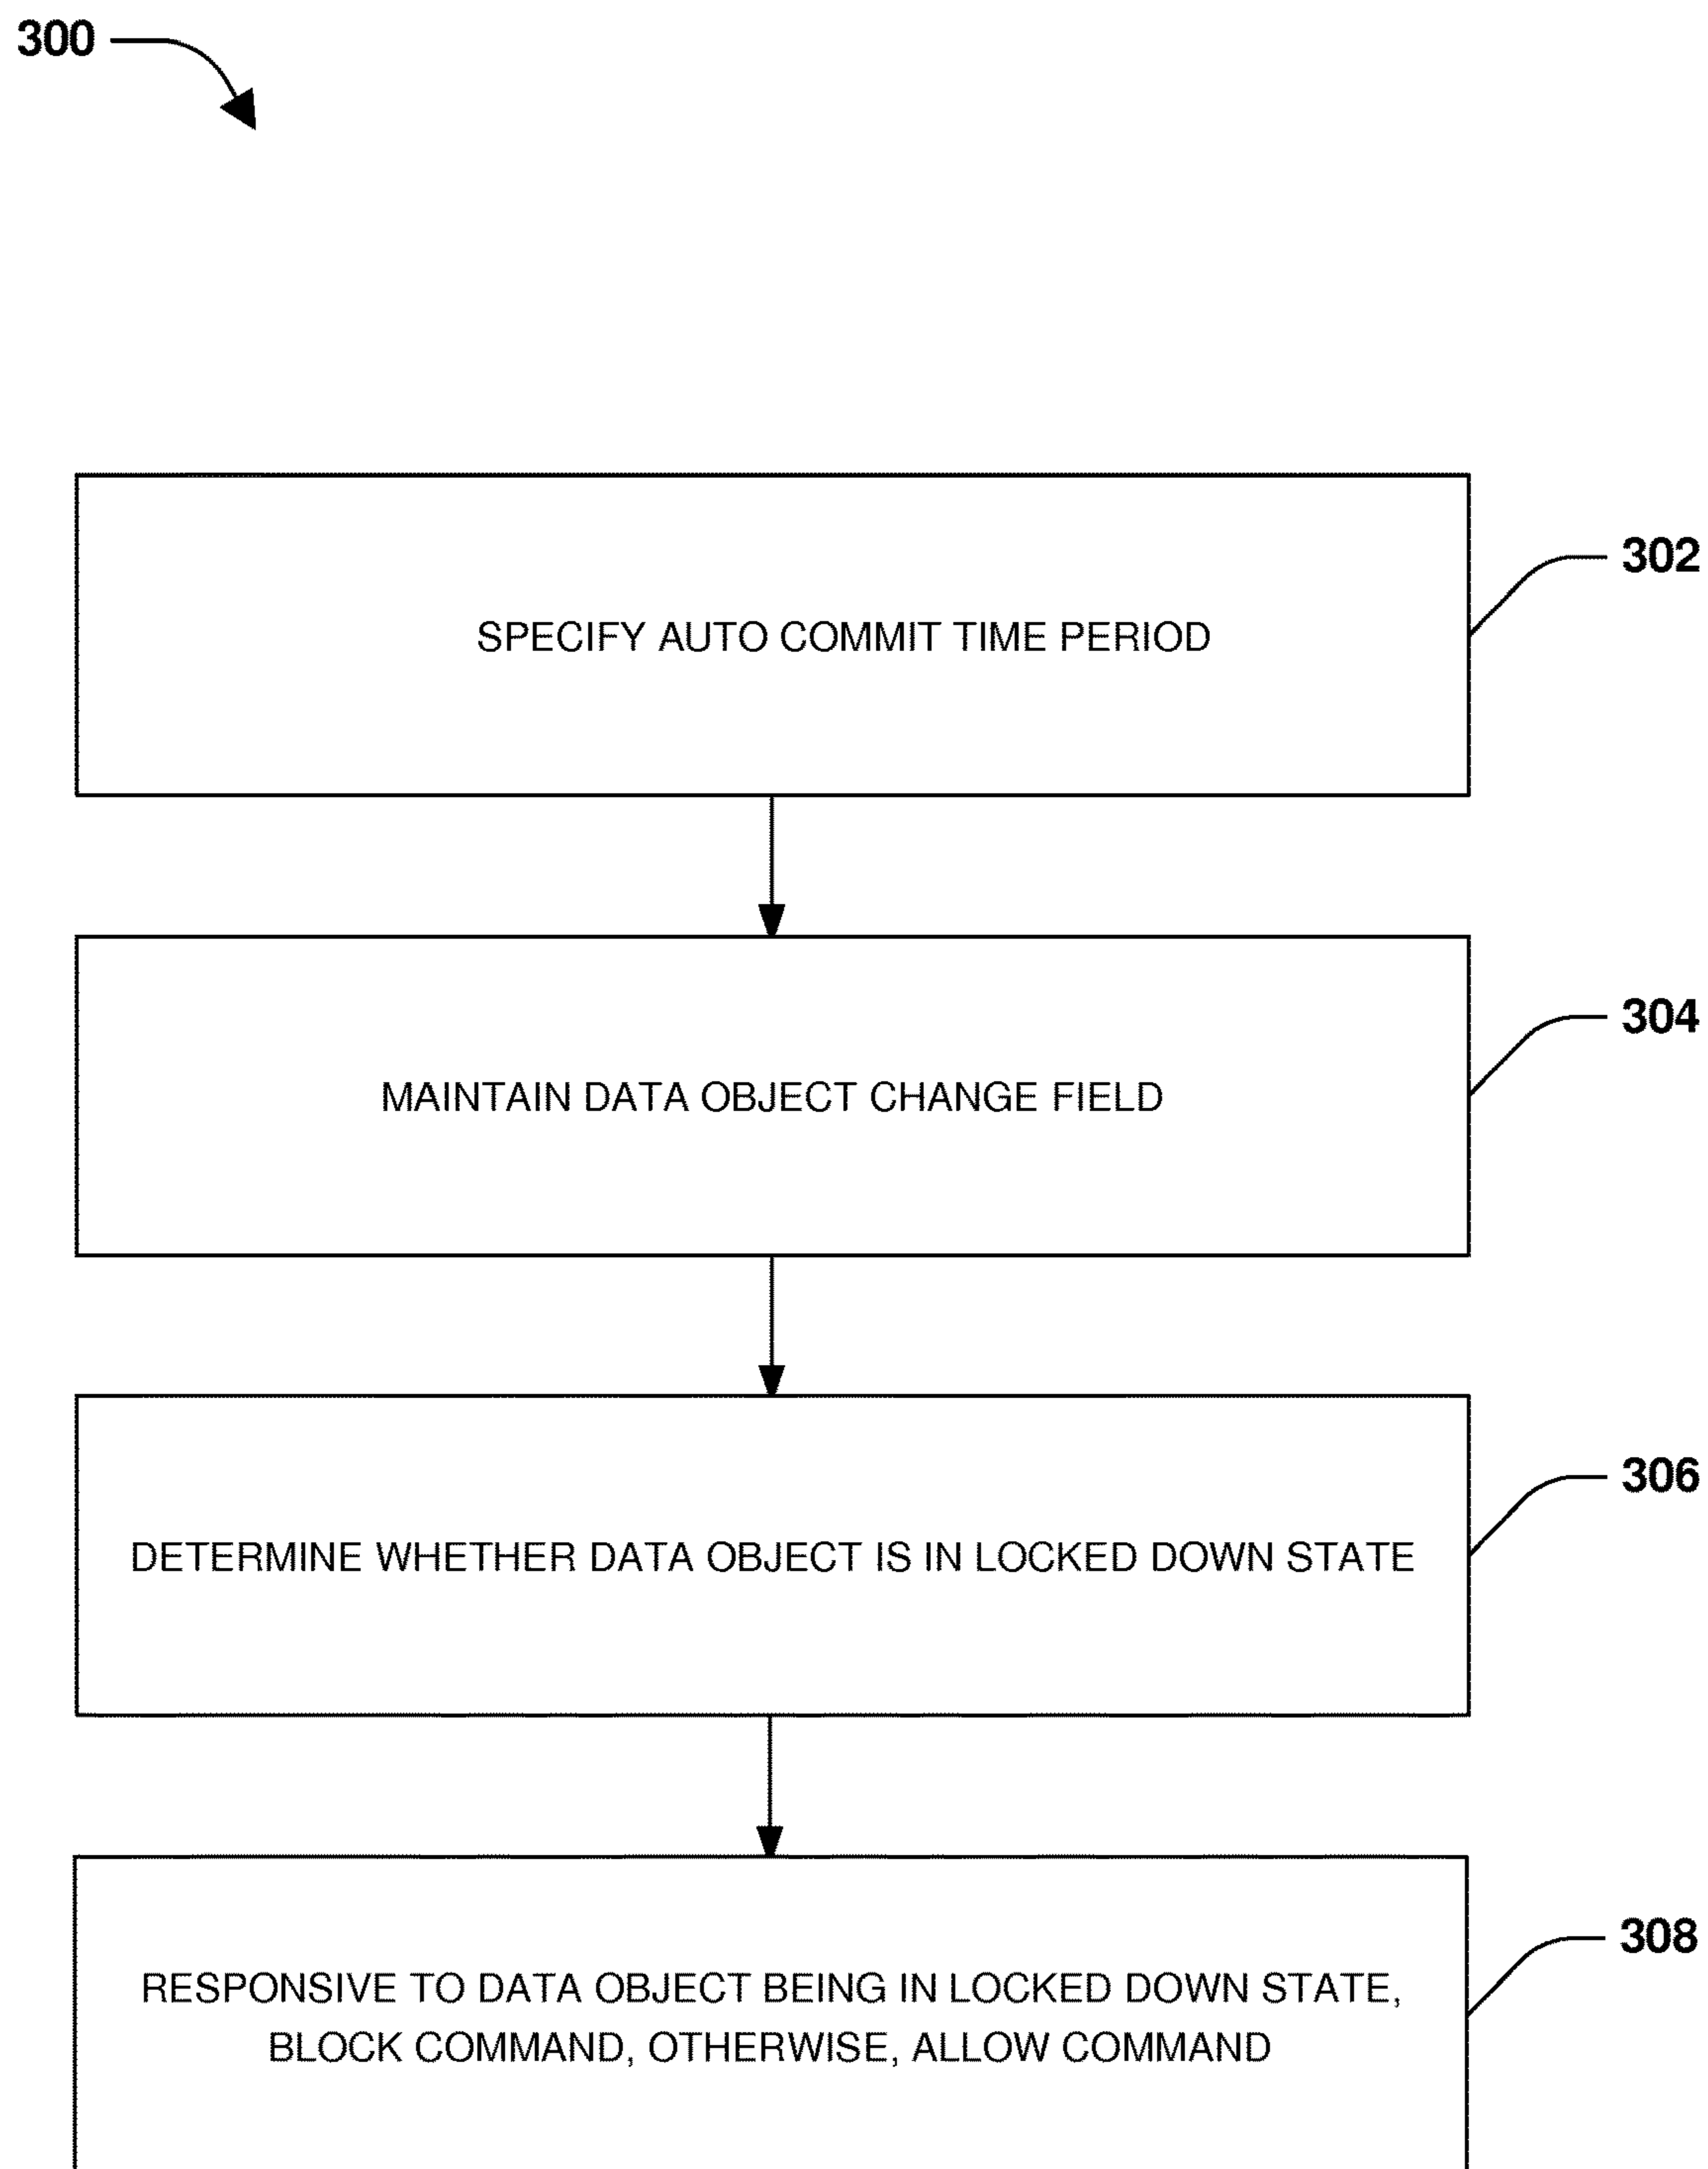 300
302
SPECIFY AUTO COMMIT TIME PERIOD
304
MAINTAIN DATA OBJECT CHANGE FIELD
306
DETERMINE WHETHER DATA OBJECT IS IN LOCKED DOWN STATE
308
RESPONSIVE TO DATA OBJECT BEING IN LOCKED DOWN STATE,
BLOCK COMMAND, OTHERWISE, ALLOW COMMAND